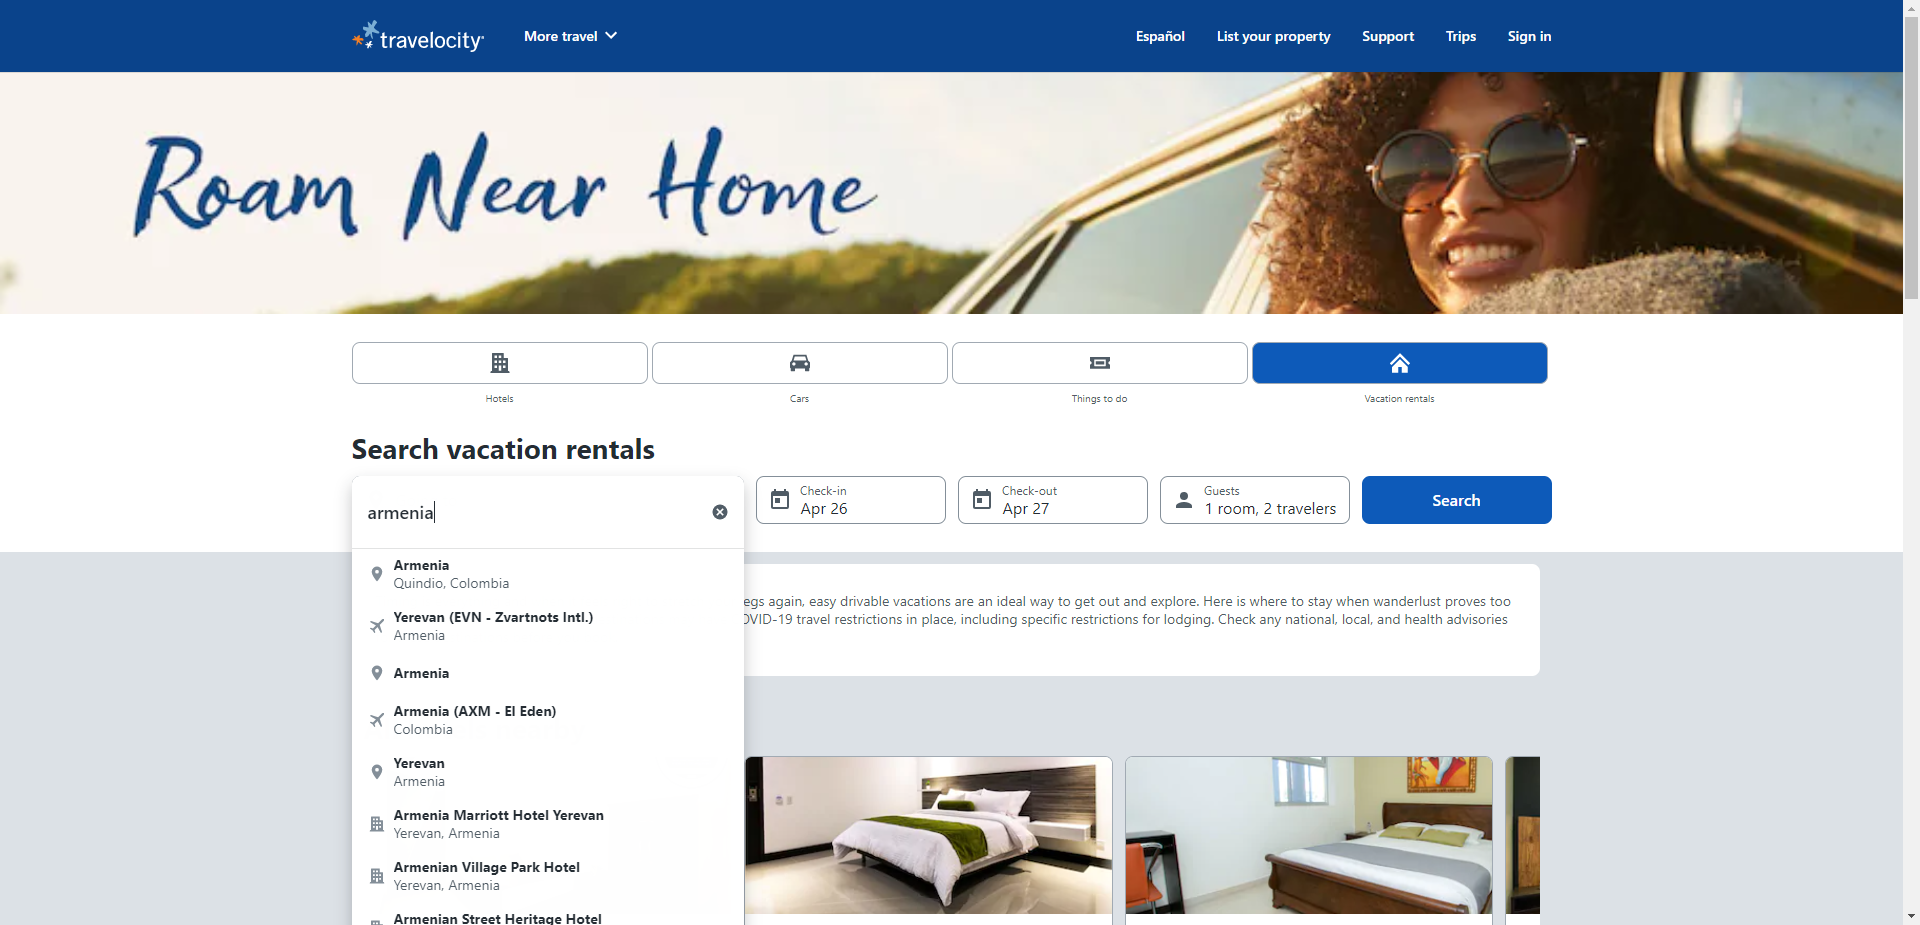 travelocity
More travel
Español
List your property
Support
Trips
Sign in
Roam Near Home
Hotels
Cars
Things to do
Vacation rentals
Search vacation rentals
armenia
Check-in
Apr 26
Check-out
Apr 27
Guests
1 room, 2 travelers
Search
Armenia
Quindio, Colombia
Yerevan (EVN - Zvartnots Intl.)
Armenia
Armenia
Armenia (AXM - El Eden)
Colombia
Yerevan
Armenia
Armenia Marriott Hotel Yerevan
Yerevan, Armenia
Armenian Village Park Hotel
Yerevan, Armenia
Armenian Street Heritage Hotel
egs again, easy drivable vacations are an ideal way to get out and explore. Here is where to stay when wanderlust proves too
OVID-19 travel restrictions in place, including specific restrictions for lodging. Check any national, local, and health advisories